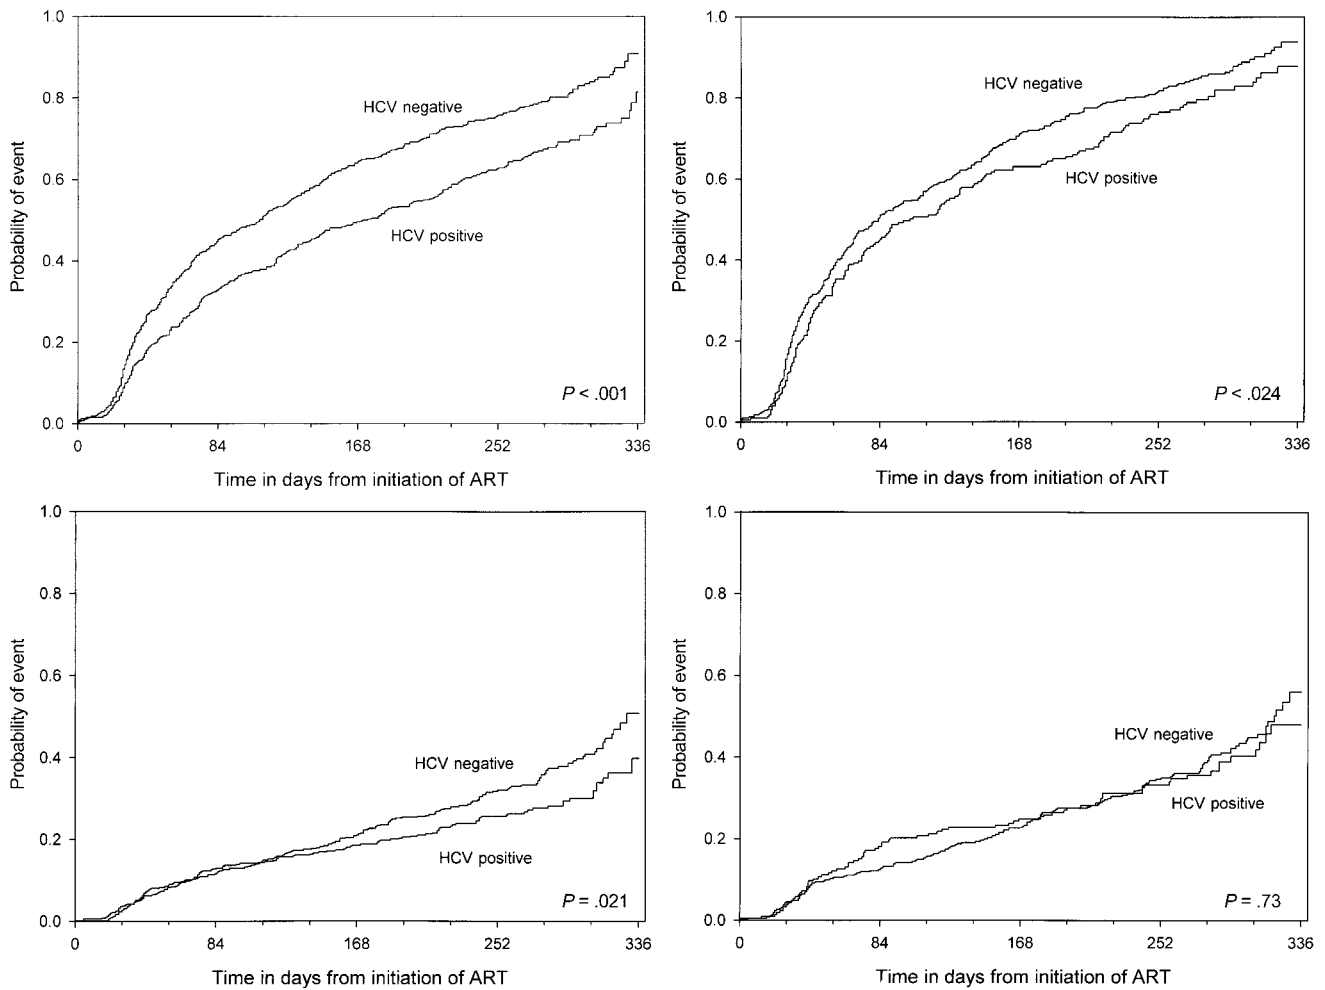 1.0
0.8
0.6
0.4
0.2
0.0
Probability of event
HCV negative
HCV positive
P < .001
0 84 168 252 336
Time in days from initiation of ART
1.0
0.8
0.6
0.4
0.2
0.0
Probability of event
HCV negative
HCV positive
P < .024
0 84 168 252 336
Time in days from initiation of ART
1.0
0.8
0.6
0.4
0.2
0.0
Probability of event
HCV negative
HCV positive
P = .021
0 84 168 252 336
Time in days from initiation of ART
1.0
0.8
0.6
0.4
0.2
0.0
Probability of event
HCV negative
HCV positive
P = .73
0 84 168 252 336
Time in days from initiation of ART